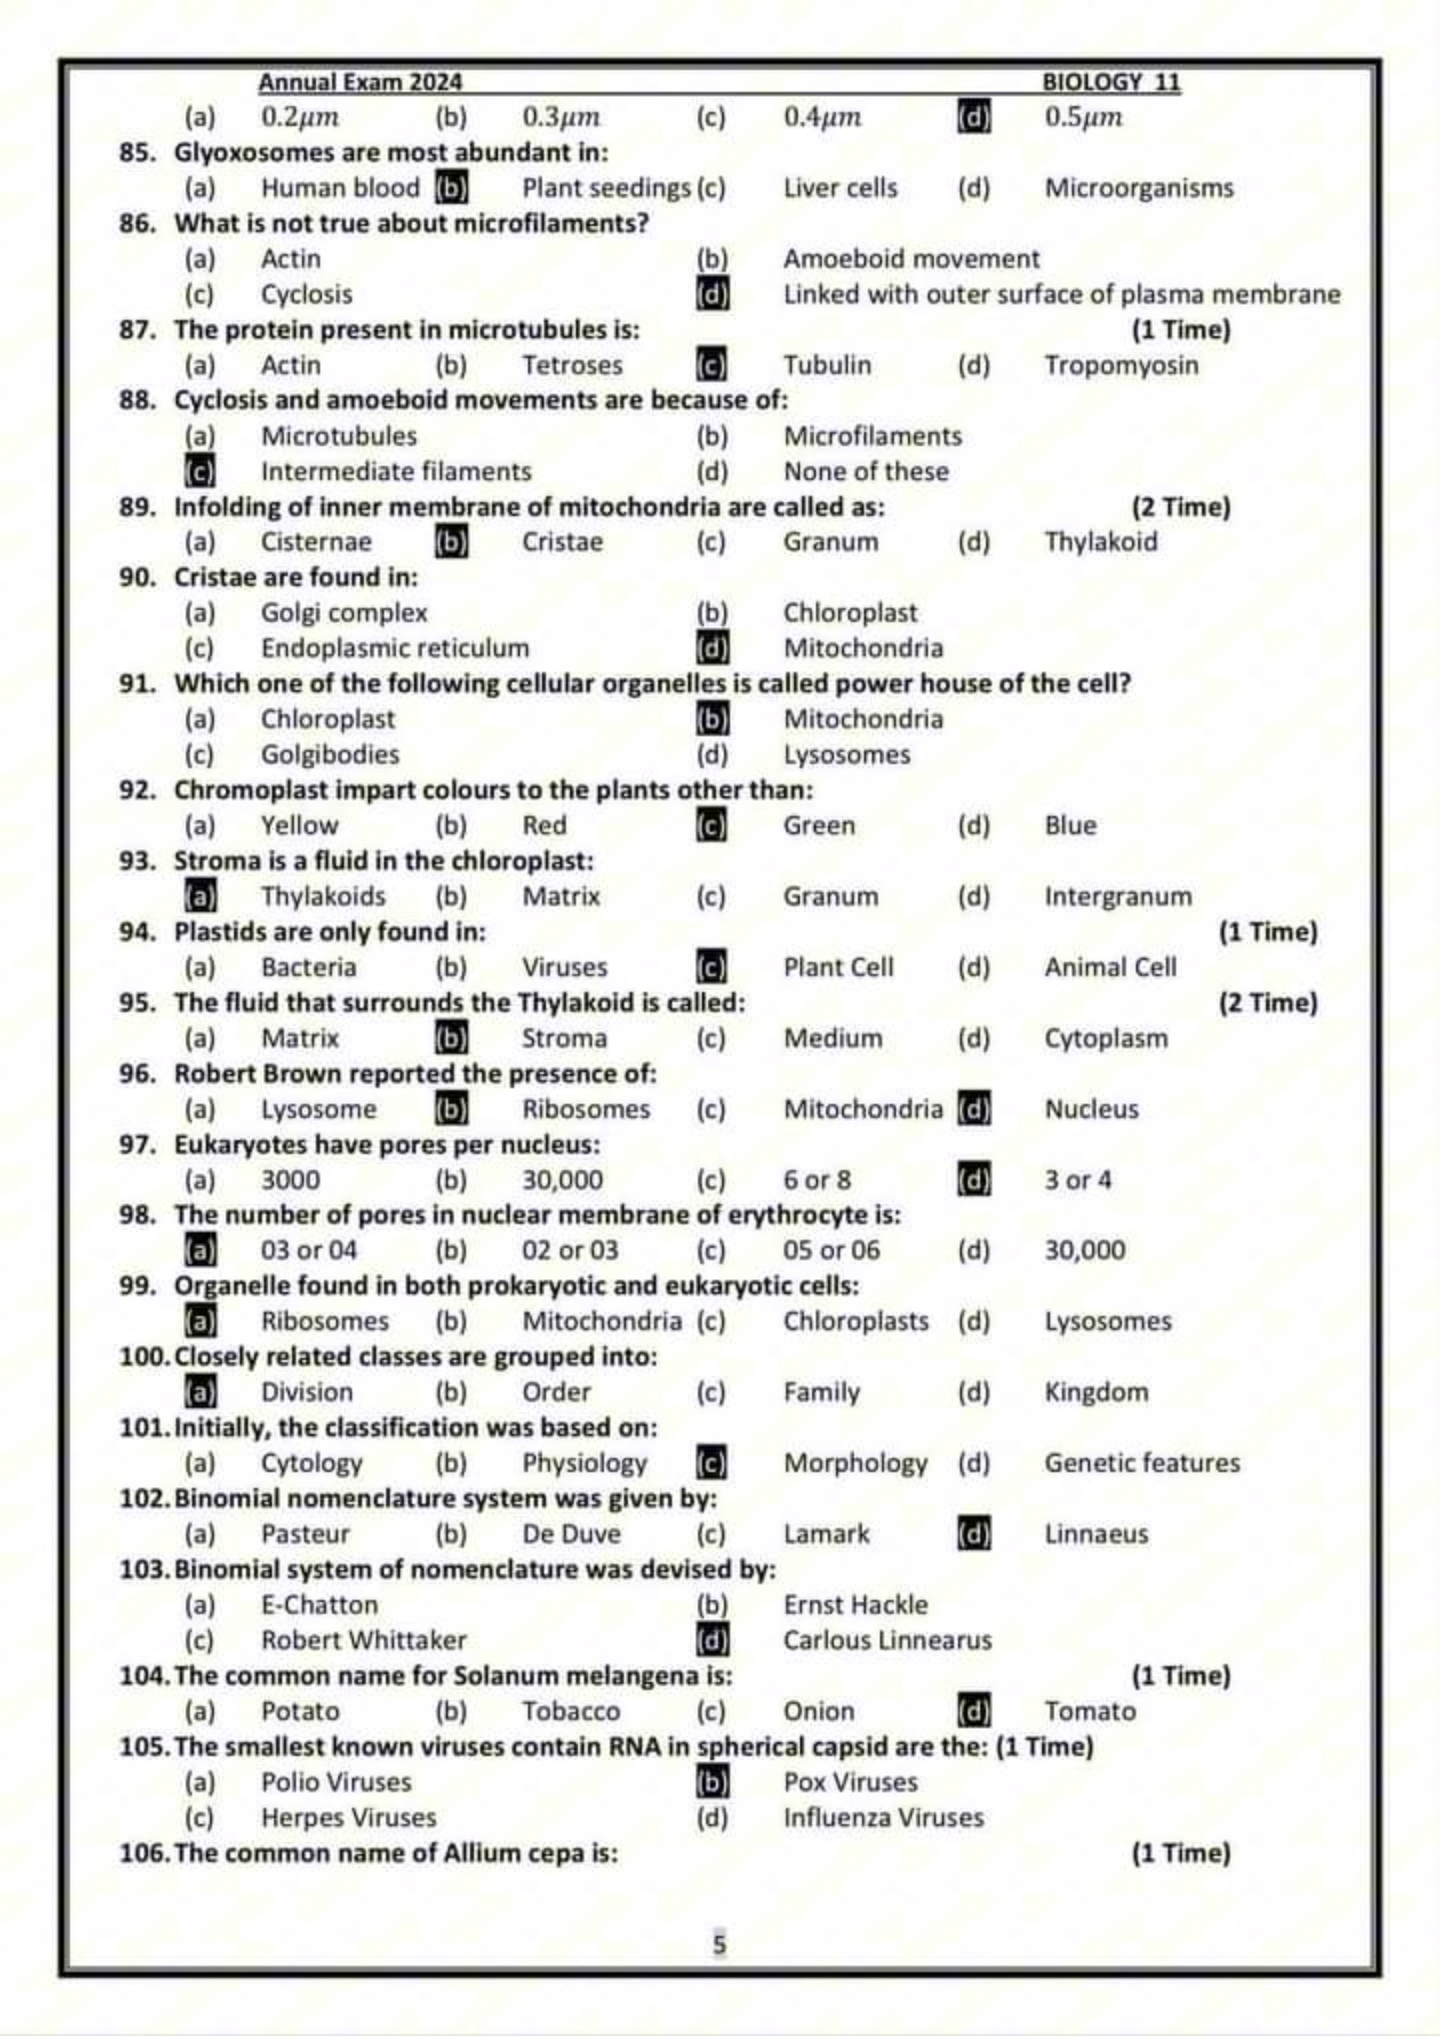 Annual Exam 2024 BIOLOGY 11
(a) 0.2μm (b) 0.3μm (c) 0.4μm (d) 0.5μm
85. Glyoxosomes are most abundant in:
(a) Human blood (b) Plant seedings (c) Liver cells (d) Microorganisms
86. What is not true about microfilaments?
(a) Actin (b) Amoeboid movement
(c) Cyclosis (d) Linked with outer surface of plasma membrane
87. The protein present in microtubules is: (1 Time)
(a) Actin (b) Tetroses (c) Tubulin (d) Tropomyosin
88. Cyclosis and amoeboid movements are because of:
(a) Microtubules (b) Microfilaments
(c) Intermediate filaments (d) None of these
89. Infolding of inner membrane of mitochondria are called as: (2 Time)
(a) Cisternae (b) Cristae (c) Granum (d) Thylakoid
90. Cristae are found in:
(a) Golgi complex (b) Chloroplast
(c) Endoplasmic reticulum (d) Mitochondria
91. Which one of the following cellular organelles is called power house of the cell?
(a) Chloroplast (b) Mitochondria
(c) Golgibodies (d) Lysosomes
92. Chromoplast impart colours to the plants other than:
(a) Yellow (b) Red (c) Green (d) Blue
93. Stroma is a fluid in the chloroplast:
(a) Thylakoids (b) Matrix (c) Granum (d) Intergranum
94. Plastids are only found in: (1 Time)
(a) Bacteria (b) Viruses (c) Plant Cell (d) Animal Cell
95. The fluid that surrounds the Thylakoid is called: (2 Time)
(a) Matrix (b) Stroma (c) Medium (d) Cytoplasm
96. Robert Brown reported the presence of:
(a) Lysosome (b) Ribosomes (c) Mitochondria (d) Nucleus
97. Eukaryotes have pores per nucleus:
(a) 3000 (b) 30,000 (c) 6 or 8 (d) 3 or 4
98. The number of pores in nuclear membrane of erythrocyte is:
(a) 03 or 04 (b) 02 or 03 (c) 05 or 06 (d) 30,000
99. Organelle found in both prokaryotic and eukaryotic cells:
(a) Ribosomes (b) Mitochondria (c) Chloroplasts (d) Lysosomes
100. Closely related classes are grouped into:
(a) Division (b) Order (c) Family (d) Kingdom
101. Initially, the classification was based on:
(a) Cytology (b) Physiology (c) Morphology (d) Genetic features
102. Binomial nomenclature system was given by:
(a) Pasteur (b) De Duve (c) Lamark (d) Linnaeus
103. Binomial system of nomenclature was devised by:
(a) E-Chatton (b) Ernst Hackle
(c) Robert Whittaker (d) Carlous Linnearus
104. The common name for Solanum melangena is: (1 Time)
(a) Potato (b) Tobacco (c) Onion (d) Tomato
105. The smallest known viruses contain RNA in spherical capsid are the: (1 Time)
(a) Polio Viruses (b) Pox Viruses
(c) Herpes Viruses (d) Influenza Viruses
106. The common name of Allium cepa is: (1 Time)
5